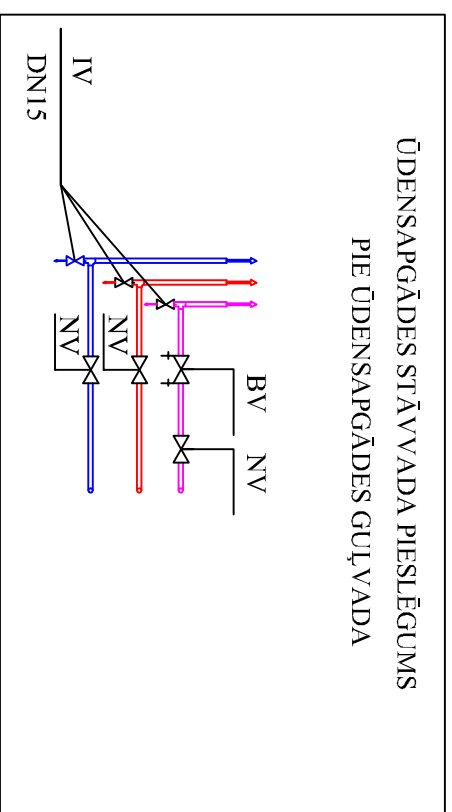 ŪDENSAPGĀDES STĀVVADA PIESLĒGUMS
PIE ŪDENSAPGĀDES GUĻVADA
BV
NV
NV
NV
IV
DN15